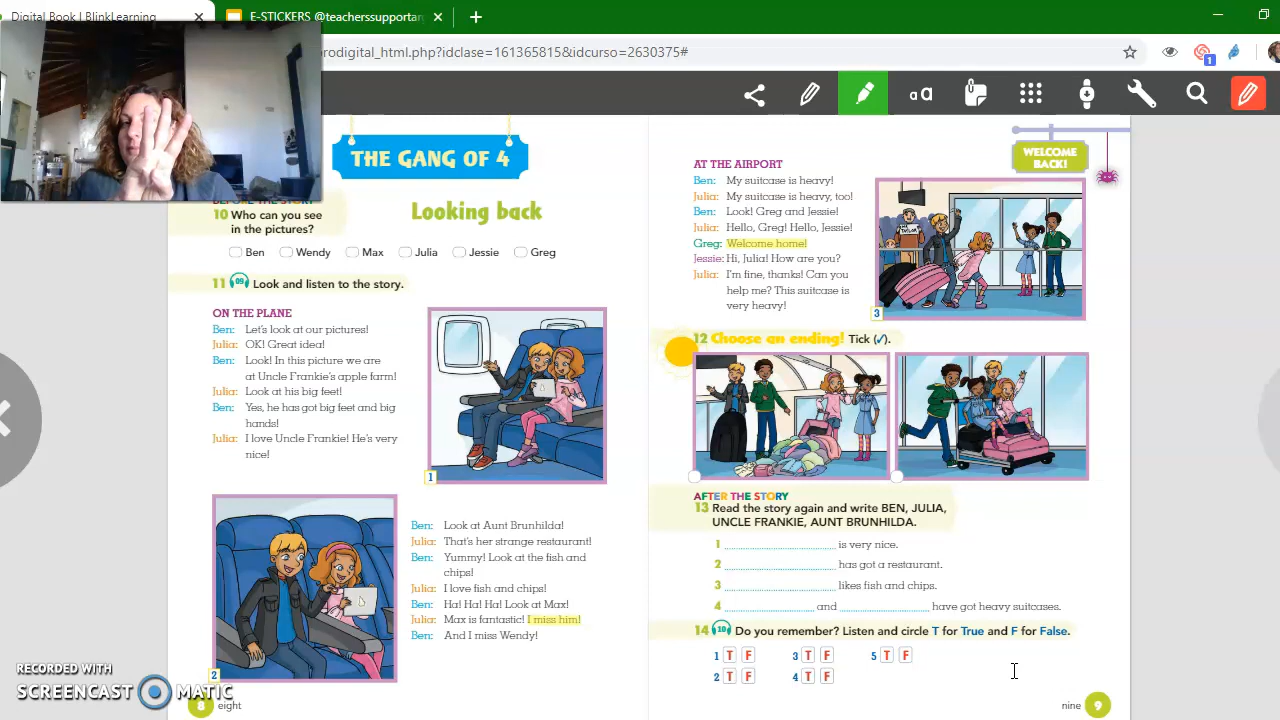 Digital Book | BlinkLearning
E-STICKERS @teacherssupportar
rodigital_html.php?idclase=161365815&idcurso=2630375#
1
aɑ
THE GANG OF 4
BEFORE THE STORY
10 Who can you see
in the pictures?
Looking back
Ben Wendy Max Julia Jessie Greg
11 09 Look and listen to the story.
ON THE PLANE
Ben: Let's look at our pictures!
Julia: OK! Great idea!
Ben: Look! In this picture we are
at Uncle Frankie's apple farm!
Julia: Look at his big feet!
Ben: Yes, he has got big feet and big
hands!
Julia: I love Uncle Frankie! He's very
nice!
1
Ben: Look at Aunt Brunhilda!
Julia: That's her strange restaurant!
Ben: Yummy! Look at the fish and
chips!
Julia: I love fish and chips!
Ben: Ha! Ha! Ha! Look at Max!
Julia: Max is fantastic! I miss him!
Ben: And I miss Wendy!
2
8 eight
RECORDED WITH
SCREENCAST MATIC
WELCOME
BACK!
AT THE AIRPORT
Ben: My suitcase is heavy!
Julia: My suitcase is heavy, too!
Ben: Look! Greg and Jessie!
Julia: Hello, Greg! Hello, Jessie!
Greg: Welcome home!
Jessie: Hi, Julia! How are you?
Julia: I'm fine, thanks! Can you
help me? This suitcase is
very heavy!
TAYLOR
3
12 Choose an ending! Tick (✓).
AFTER THE STORY
13 Read the story again and write BEN, JULIA,
UNCLE FRANKIE, AUNT BRUNHILDA.
1 is very nice.
2 has got a restaurant.
3 likes fish and chips.
4 and have got heavy suitcases.
14 10 Do you remember? Listen and circle T for True and F for False.
1 T F 3 T F 5 T F
2 T F 4 T F
nine 9